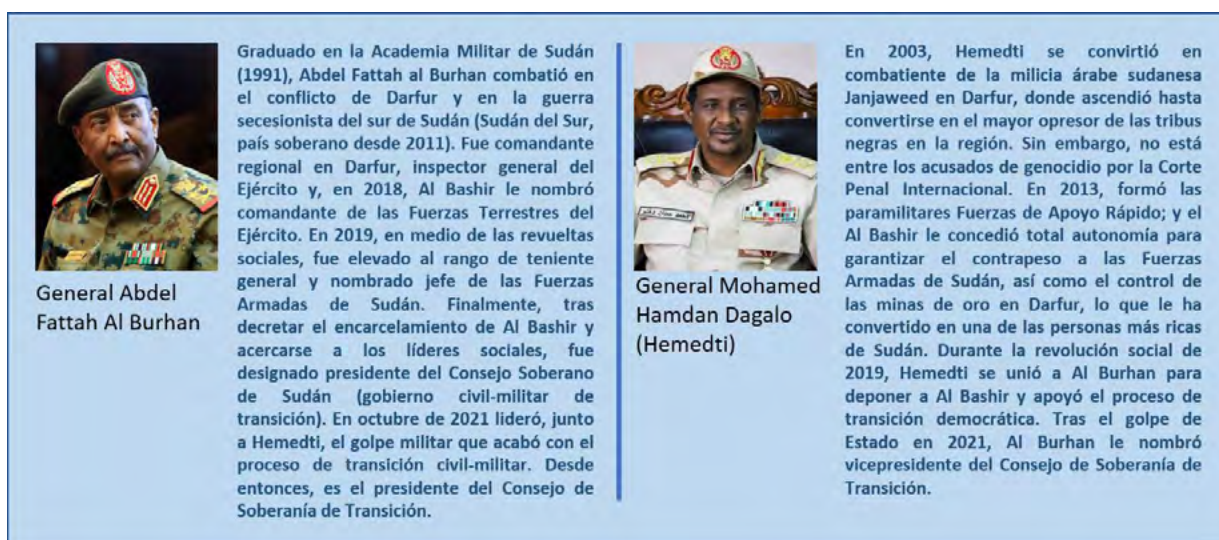 Graduado en la Academia Militar de Sudán
(1991), Abdel Fattah al Burhan combatió en
el conflicto de Darfur y en la guerra
secesionista del sur de Sudán (Sudán del Sur,
país soberano desde 2011). Fue comandante
regional en Darfur, inspector general del
Ejército y, en 2018, Al Bashir le nombró
comandante de las Fuerzas Terrestres del
Ejército. En 2019, en medio de las revueltas
sociales, fue elevado al rango de teniente
general y nombrado jefe de las Fuerzas
Armadas de Sudán. Finalmente, tras
decretar el encarcelamiento de Al Bashir y
acercarse a los líderes sociales, fue
designado presidente del Consejo Soberano
de Sudán (gobierno civil-militar de
transición). En octubre de 2021 lideró, junto
a Hemedti, el golpe militar que acabó con el
proceso de transición civil-militar. Desde
entonces, es el presidente del Consejo de
Soberanía de Transición.
General Abdel
Fattah Al Burhan
En 2003, Hemedti se convirtió en
combatiente de la milicia árabe sudanesa
Janjaweed en Darfur, donde ascendió hasta
convertirse en el mayor opresor de las tribus
negras en la región. Sin embargo, no está
entre los acusados de genocidio por la Corte
Penal Internacional. En 2013, formó las
paramilitares Fuerzas de Apoyo Rápido; y el
Al Bashir le concedió total autonomía para
garantizar el contrapeso a las Fuerzas
Armadas de Sudán, así como el control de
las minas de oro en Darfur, lo que le ha
convertido en una de las personas más ricas
de Sudán. Durante la revolución social de
2019, Hemedti se unió a Al Burhan para
deponer a Al Bashir y apoyó el proceso de
transición democrática. Tras el golpe de
Estado en 2021, Al Burhan le nombró
vicepresidente del Consejo de Soberanía de
Transición.
General Mohamed
Hamdan Dagalo
(Hemedti)